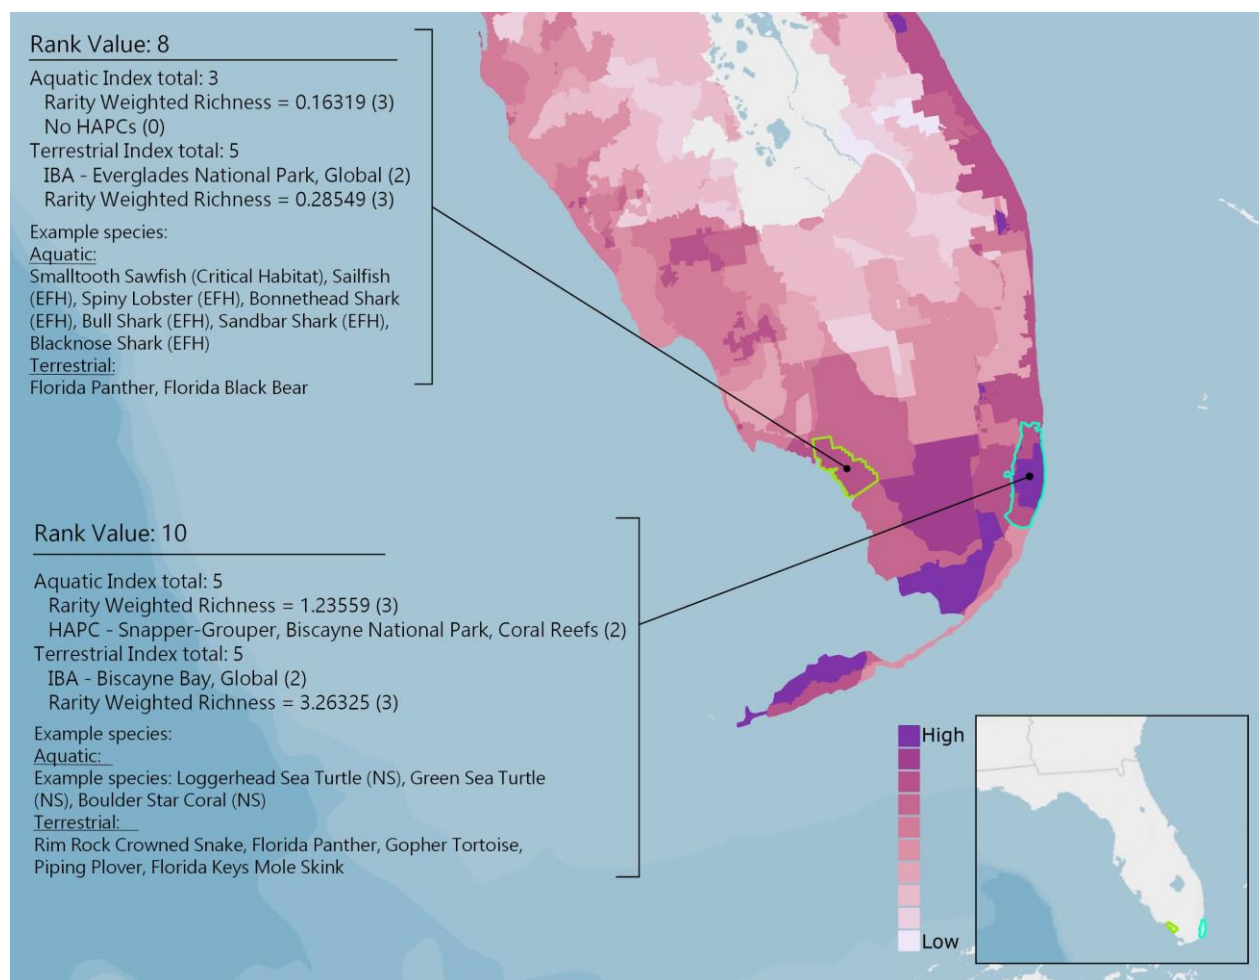 Rank Value: 8
Aquatic Index total: 3
Rarity Weighted Richness = 0.16319 (3)
No HAPCs (0)
Terrestrial Index total: 5
IBA - Everglades National Park, Global (2)
Rarity Weighted Richness = 0.28549 (3)
Example species:
Aquatic:
Smalltooth Sawfish (Critical Habitat), Sailfish
(EFH), Spiny Lobster (EFH), Bonnethead Shark
(EFH), Bull Shark (EFH), Sandbar Shark (EFH),
Blacknose Shark (EFH)
Terrestrial:
Florida Panther, Florida Black Bear
Rank Value: 10
Aquatic Index total: 5
Rarity Weighted Richness = 1.23559 (3)
HAPC - Snapper-Grouper, Biscayne National Park, Coral Reefs (2)
Terrestrial Index total: 5
IBA - Biscayne Bay, Global (2)
Rarity Weighted Richness = 3.26325 (3)
Example species:
Aquatic:
Example species: Loggerhead Sea Turtle (NS), Green Sea Turtle
(NS), Boulder Star Coral (NS)
Terrestrial:
Rim Rock Crowned Snake, Florida Panther, Gopher Tortoise,
Piping Plover, Florida Keys Mole Skink
High
Low